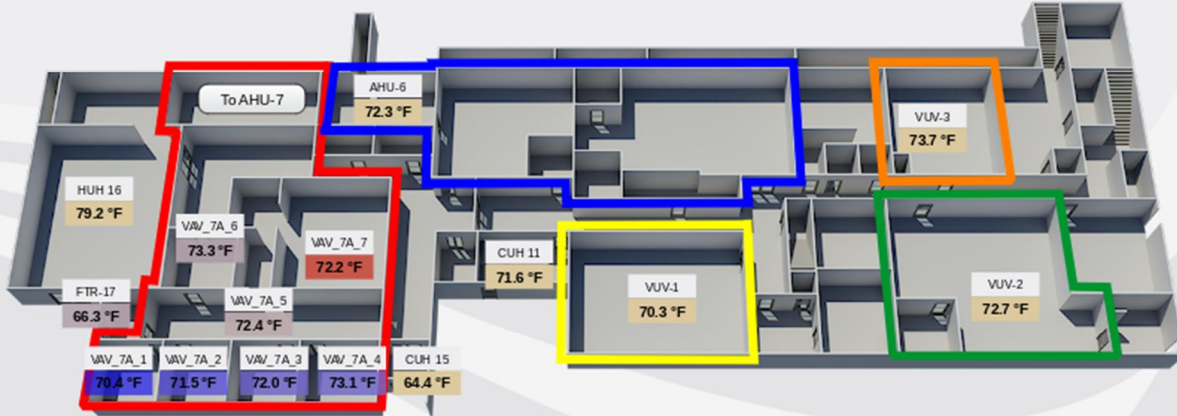 To AHU-7
AHU-6
72.3 °F
VUV-3
73.7 °F
HUH 16
79.2 °F
VAV_7A_6
73.3 °F
VAV_7A_7
72.2 °F
CUH 11
71.6 °F
FTR-17
66.3 °F
VAV_7A_5
72.4 °F
VUV-1
70.3 °F
VUV-2
72.7 °F
VAV_7A_1
70.4 °F
VAV_7A_2
71.5 °F
VAV_7A_3
72.0 °F
VAV_7A_4
73.1 °F
CUH 15
64.4 °F